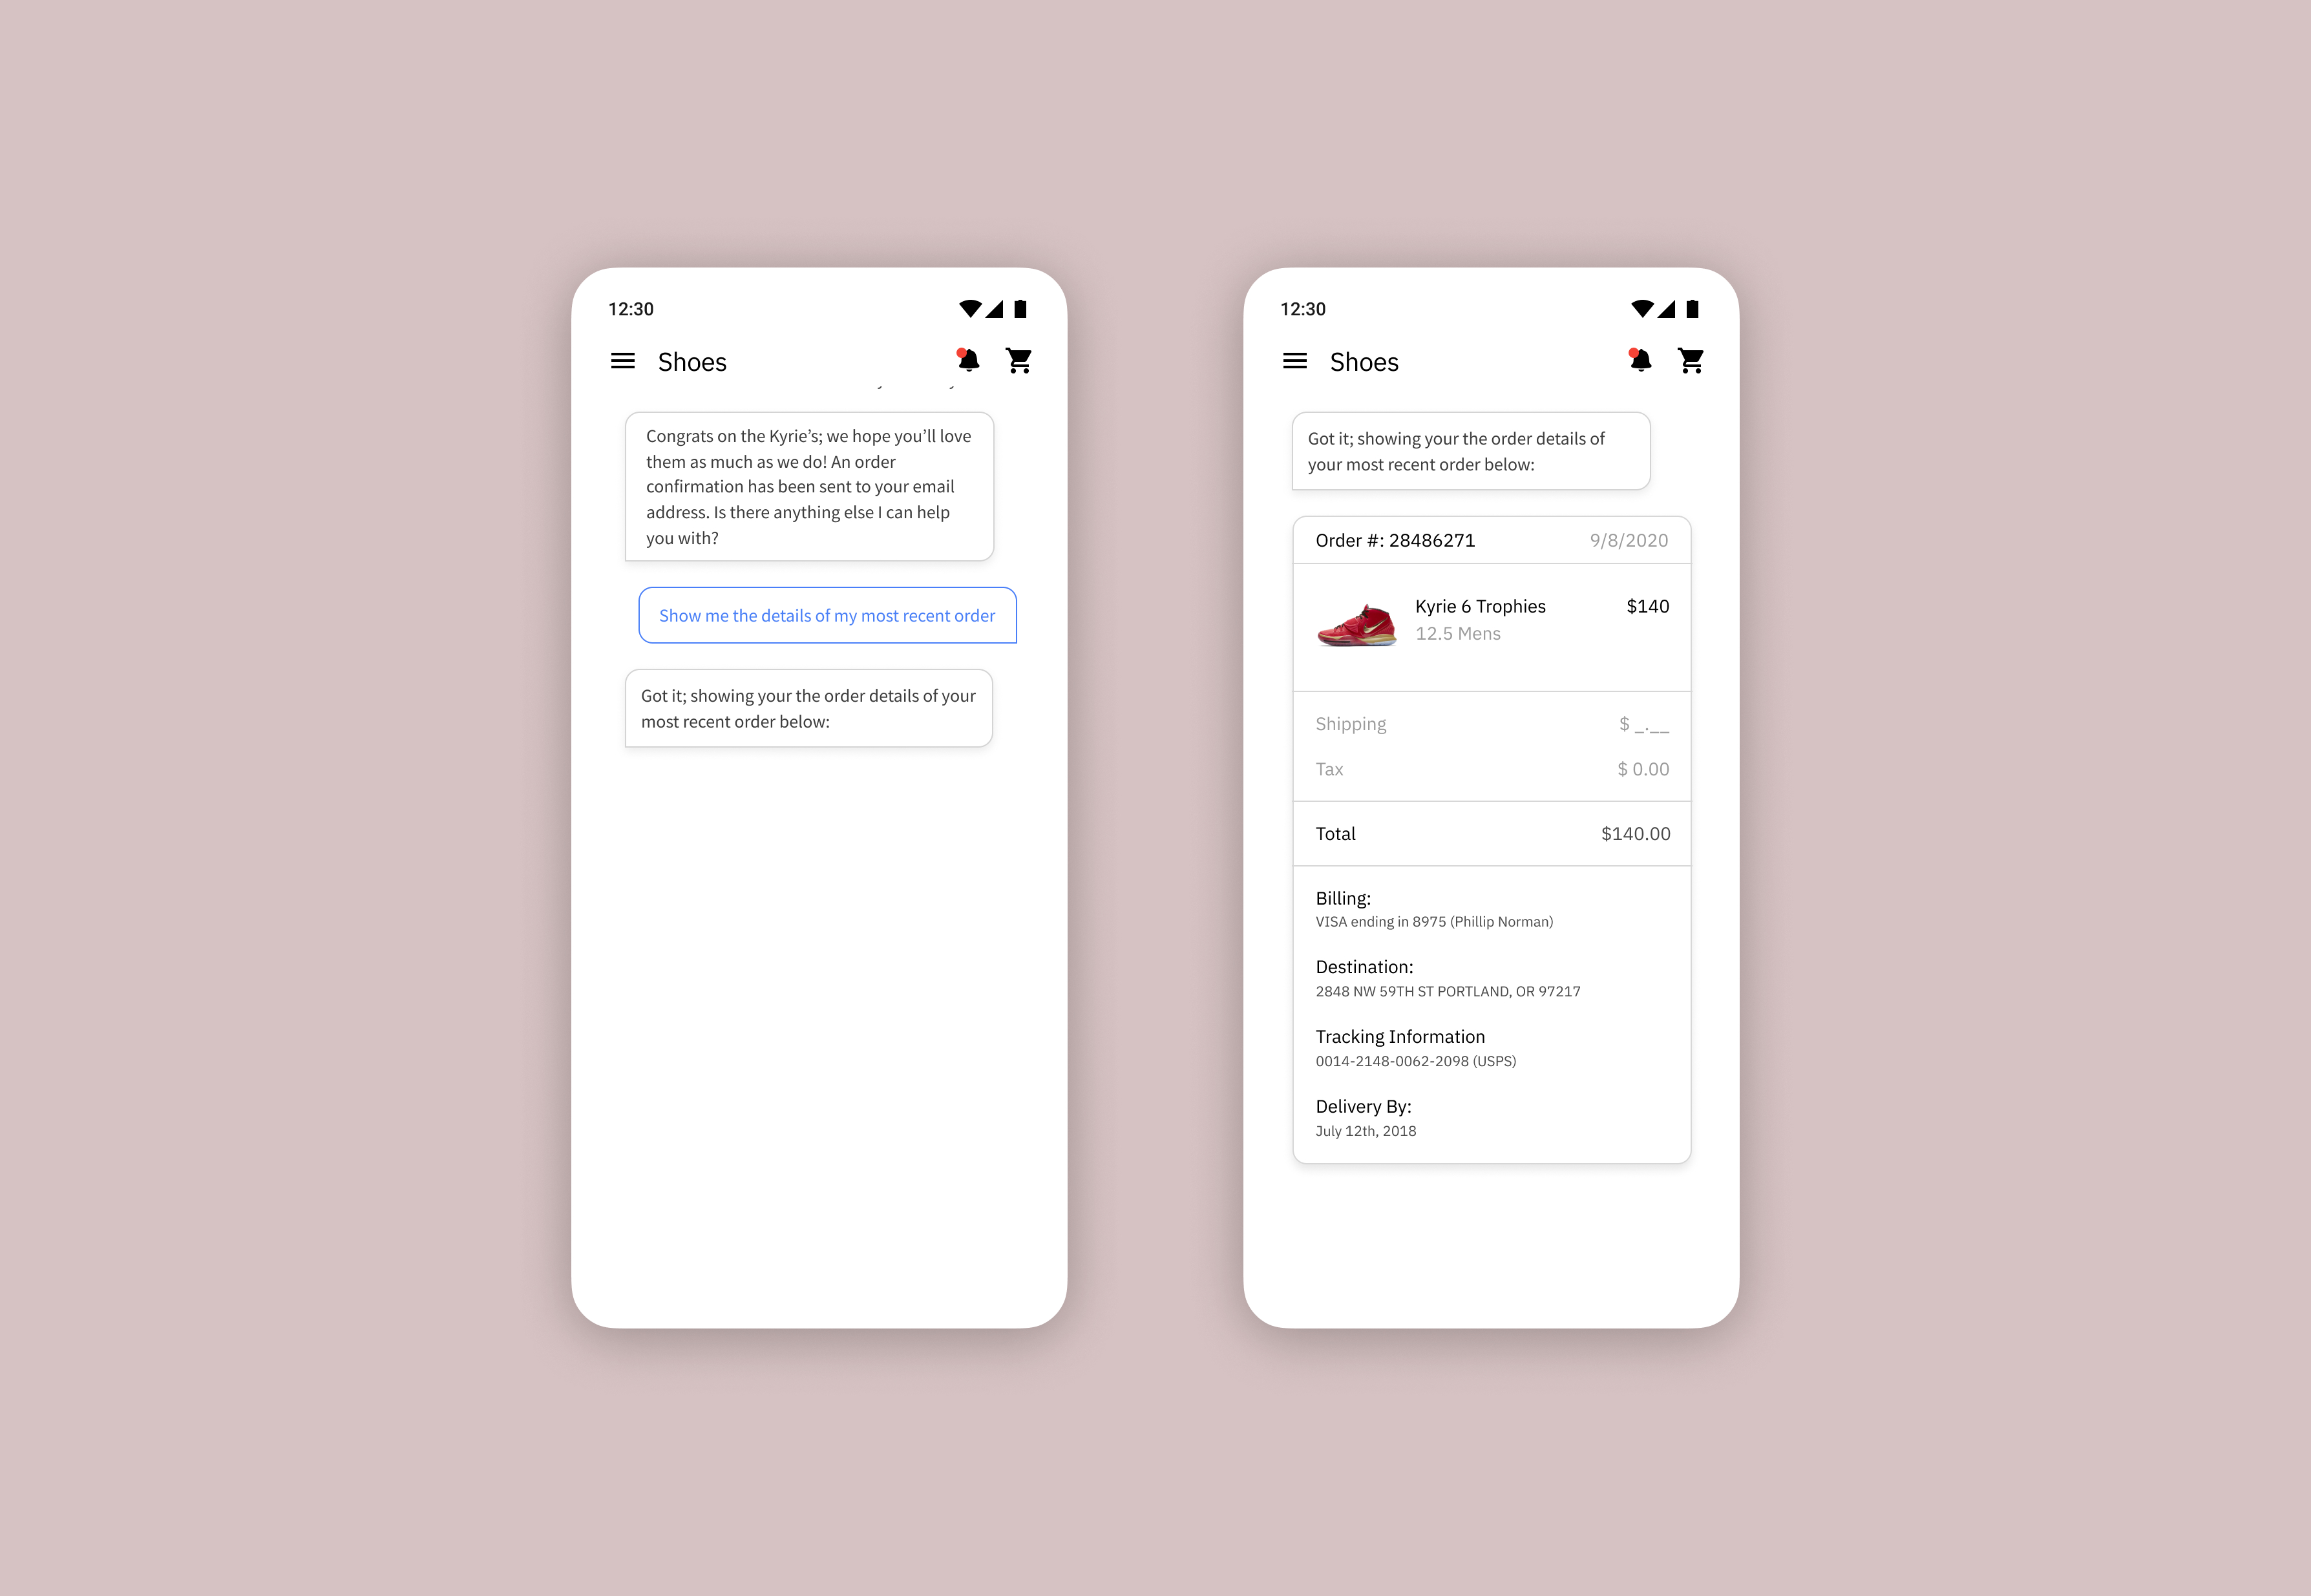 12:30
Shoes
Congrats on the Kyrie’s; we hope you’ll love
them as much as we do! An order
confirmation has been sent to your email
address. Is there anything else I can help
you with?
Show me the details of my most recent order
Got it; showing your the order details of your
most recent order below:
12:30
Shoes
Got it; showing your the order details of
your most recent order below:
Order #: 28486271 9/8/2020
Kyrie 6 Trophies $140
12.5 Mens
Shipping $ _.__
Tax $ 0.00
Total $140.00
Billing:
VISA ending in 8975 (Phillip Norman)
Destination:
2848 NW 59TH ST PORTLAND, OR 97217
Tracking Information
0014-2148-0062-2098 (USPS)
Delivery By:
July 12th, 2018